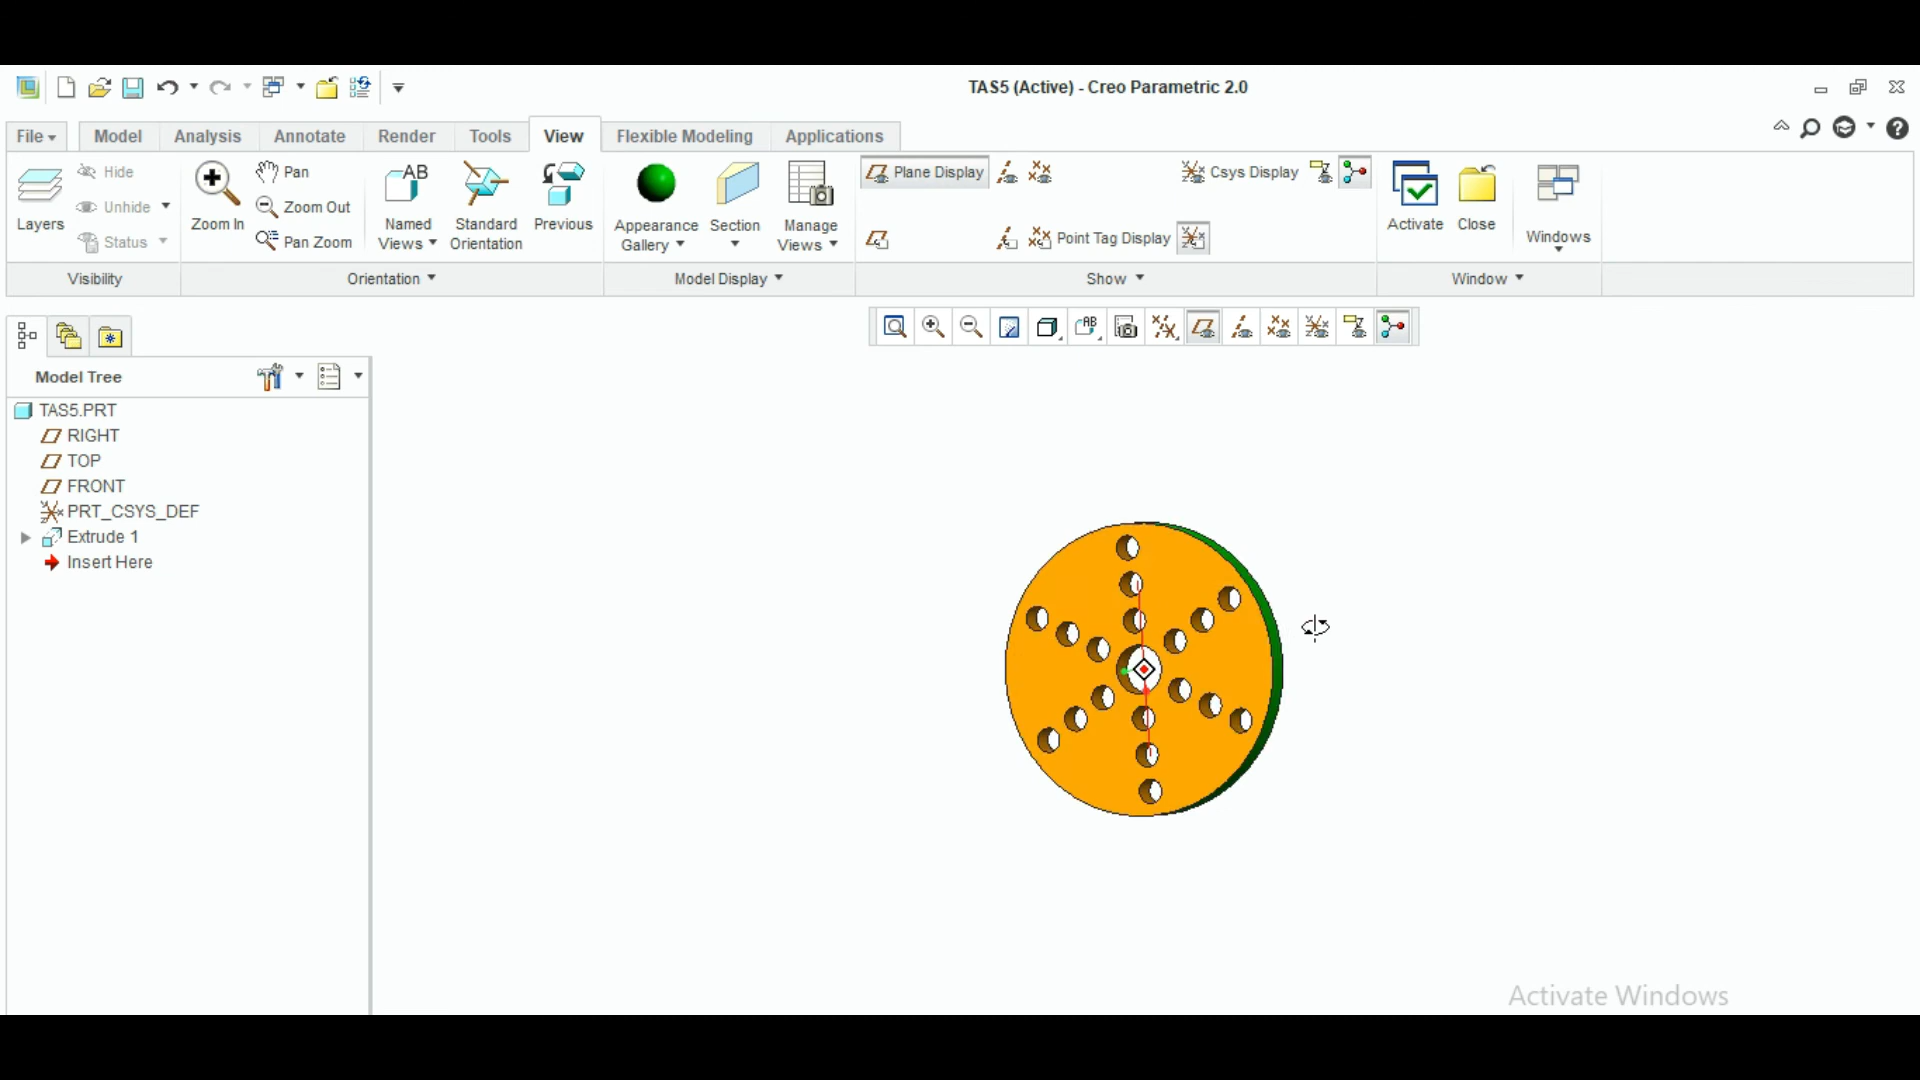 TAS5 (Active) - Creo Parametric 2.0
File Model Analysis Annotate Render Tools View Flexible Modeling Applications
Layers
Hide
Unhide
Status
Zoom In
Pan
Zoom Out
Pan Zoom
AB
Named
Views
Standard
Orientation
Previous
Appearance
Gallery
Section
Manage
Views
Plane Display
Csys Display
Point Tag Display
Activate
Close
Windows
Visibility
Orientation
Model Display
Show
Window
AB
Model Tree
TAS5.PRT
RIGHT
TOP
FRONT
PRT_CSYS_DEF
Extrude 1
Insert Here
Activate Windows